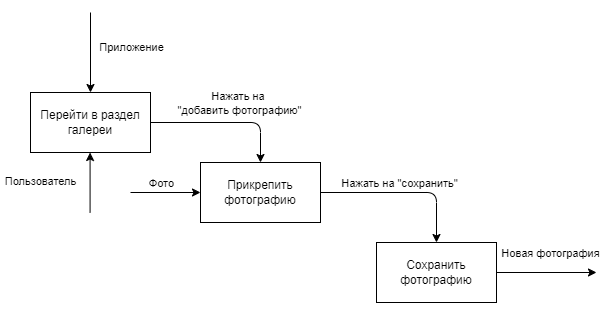 Приложение
Перейти в раздел
галереи
Нажать на
"добавить фотографию"
Пользователь
Фото
Прикрепить
фотографию
Нажать на "сохранить"
Сохранить
фотографию
Новая фотография